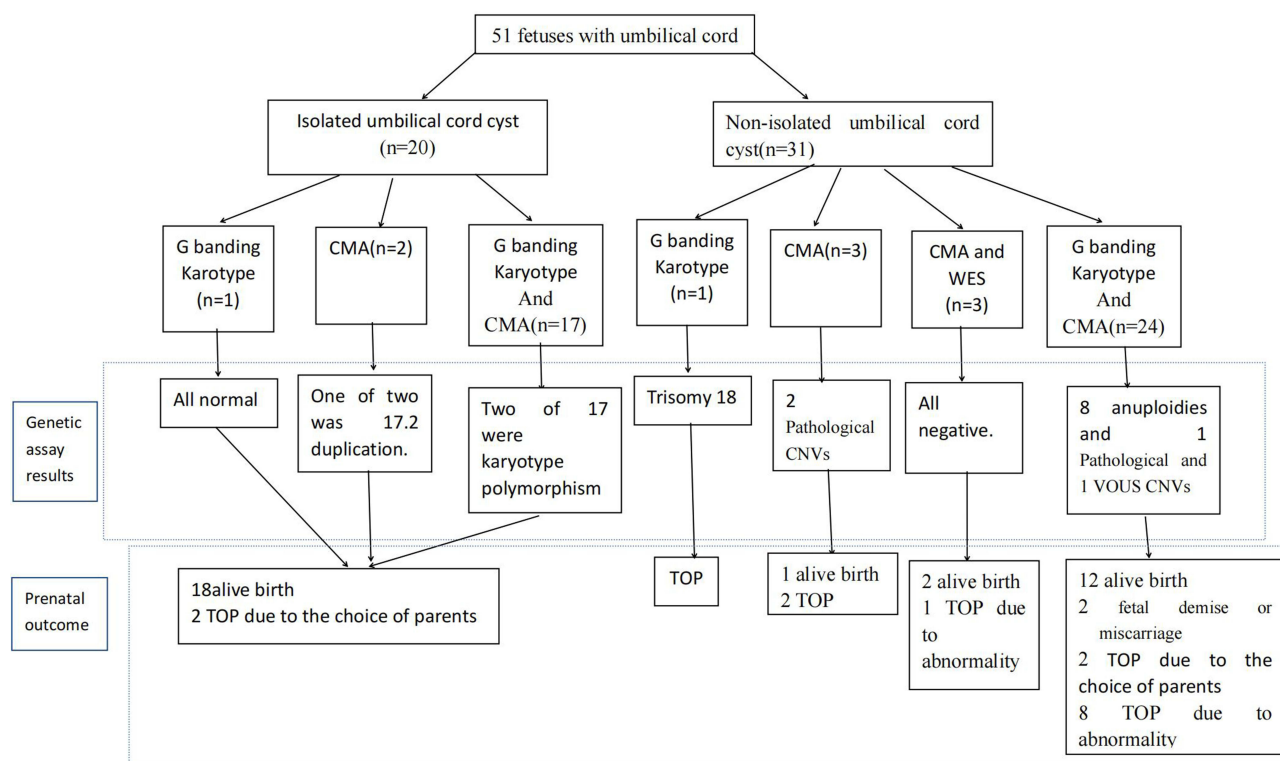 51 fetuses with umbilical cord
Isolated umbilical cord cyst
(n=20)
Non-isolated umbilical cord
cyst(n=31)
G banding
Karotype
(n=1)
CMA(n=2)
G banding
Karyotype
And
CMA(n=17)
G banding
Karotype
(n=1)
CMA(n=3)
CMA and
WES
(n=3)
G banding
Karyotype
And
CMA(n=24)
Genetic
assay
results
All normal
One of two
was 17.2
duplication.
Two of 17
were
karyotype
polymorphism
Trisomy 18
2
Pathological
CNVs
All
negative.
8 anuploidies
and 1
Pathological and
1 VOUS CNVs
Prenatal
outcome
18alive birth
2 TOP due to the choice of parents
TOP
1 alive birth
2 TOP
2 alive birth
1 TOP due
to
abnormality
12 alive birth
2 fetal demise or
miscarriage
2 TOP due to the
choice of parents
8 TOP due to
abnormality